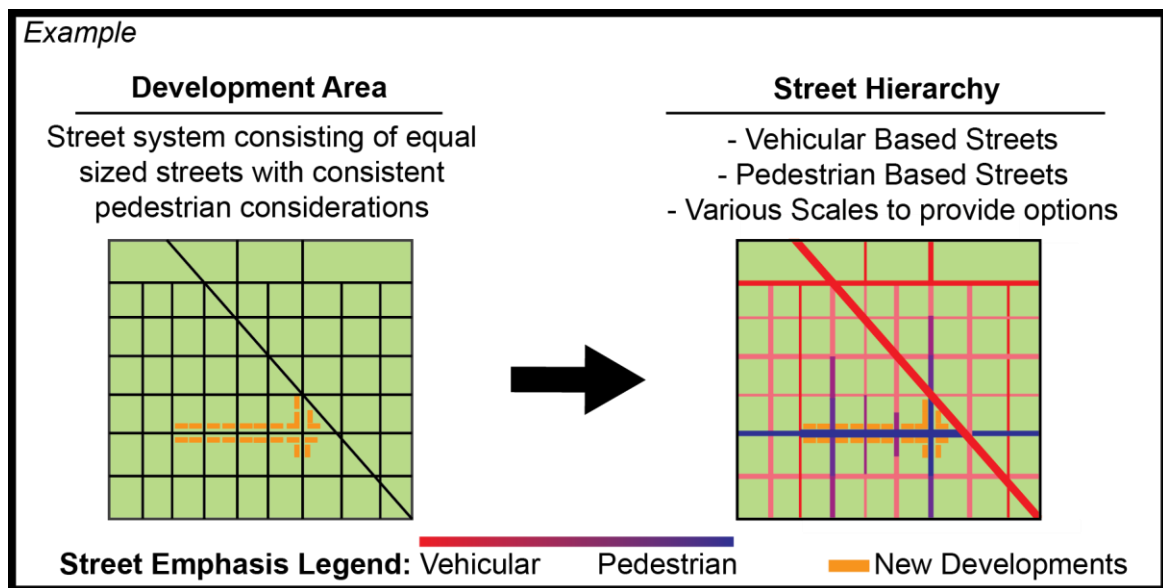 Example
Development Area
Street system consisting of equal
sized streets with consistent
pedestrian considerations
Street Hierarchy
- Vehicular Based Streets
- Pedestrian Based Streets
- Various Scales to provide options
Street Emphasis Legend: Vehicular Pedestrian New Developments